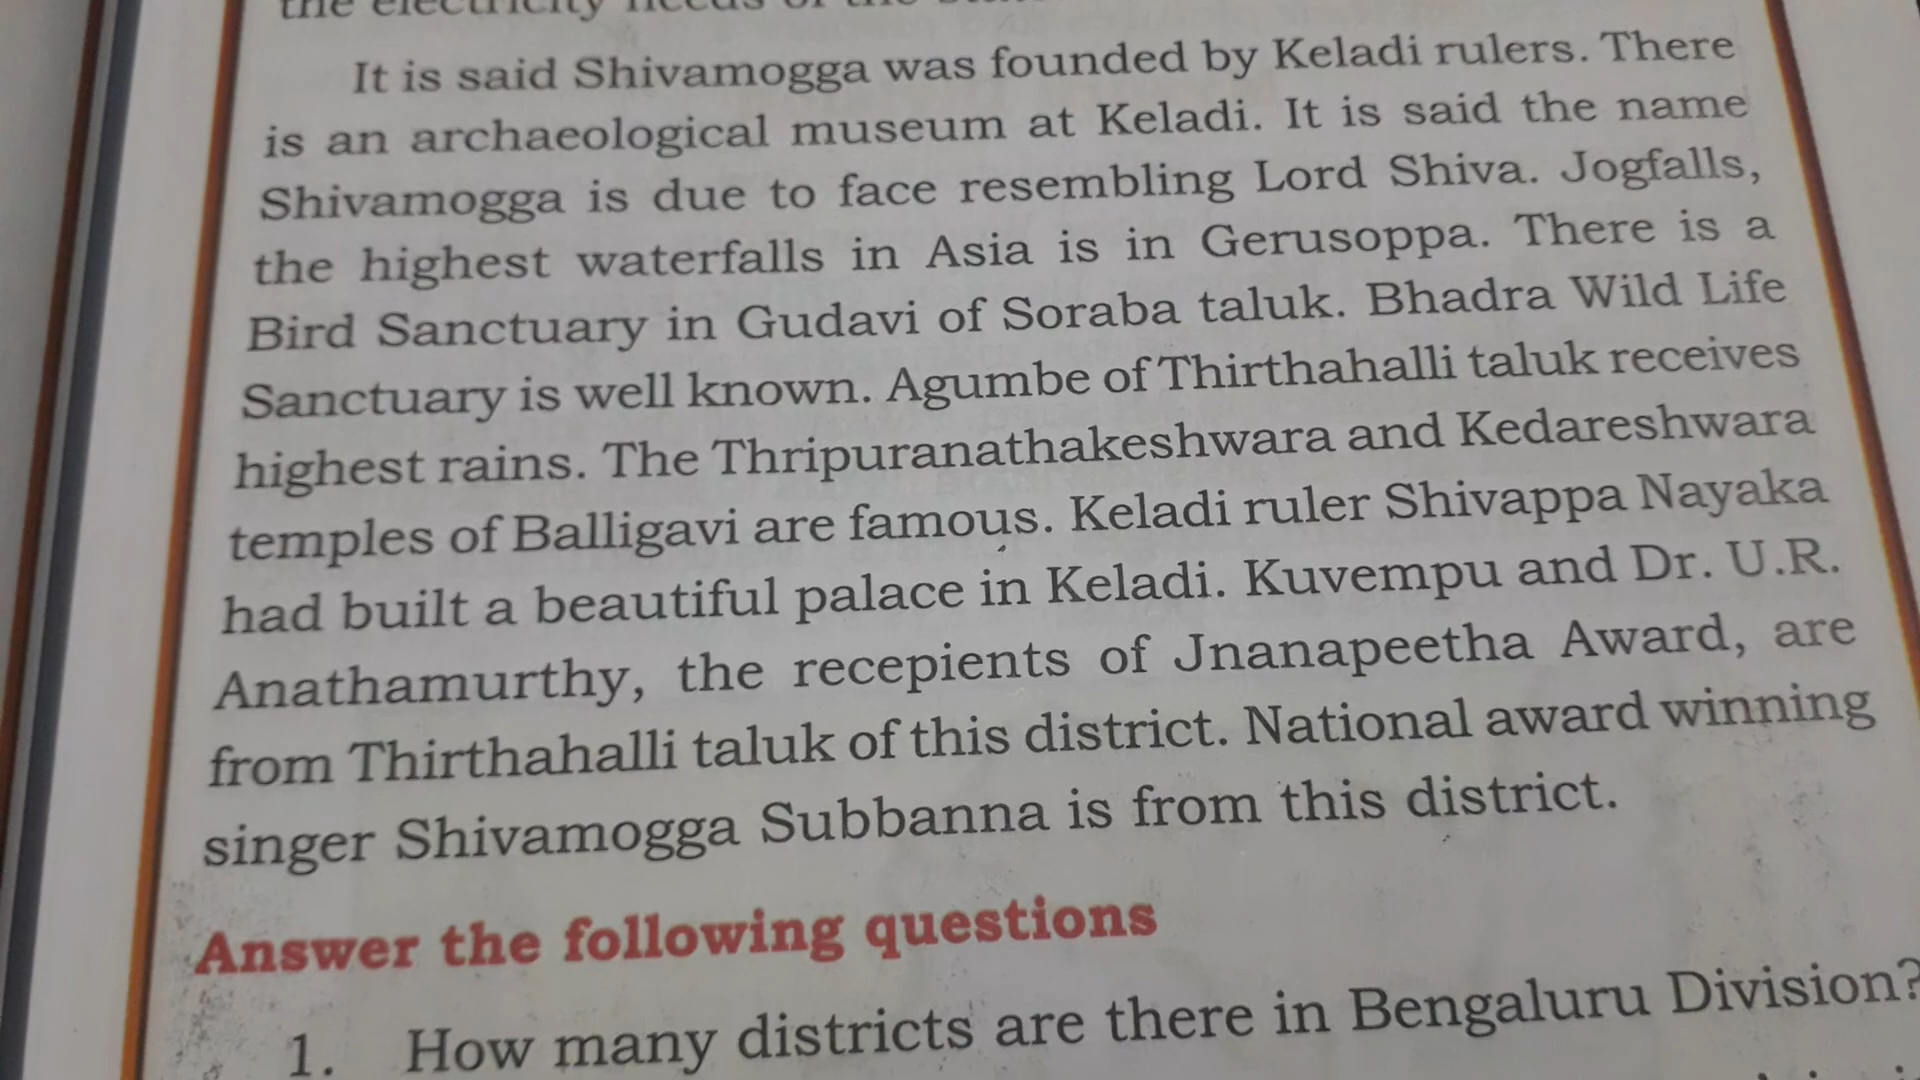 the electricity needs of the
It is said Shivamogga was founded by Keladi rulers. There
is an archaeological museum at Keladi. It is said the name
Shivamogga is due to face resembling Lord Shiva. Jogfalls,
the highest waterfalls in Asia is in Gerusoppa. There is a
Bird Sanctuary in Gudavi of Soraba taluk. Bhadra Wild Life
Sanctuary is well known. Agumbe of Thirthahalli taluk receives
highest rains. The Thripuranathakeshwara and Kedareshwara
temples of Balligavi are famous. Keladi ruler Shivappa Nayaka
had built a beautiful palace in Keladi. Kuvempu and Dr. U.R.
Anathamurthy, the recepients of Jnanapeetha Award, are
from Thirthahalli taluk of this district. National award winning
singer Shivamogga Subbanna is from this district.
Answer the following questions
1. How many districts are there in Bengaluru Division?